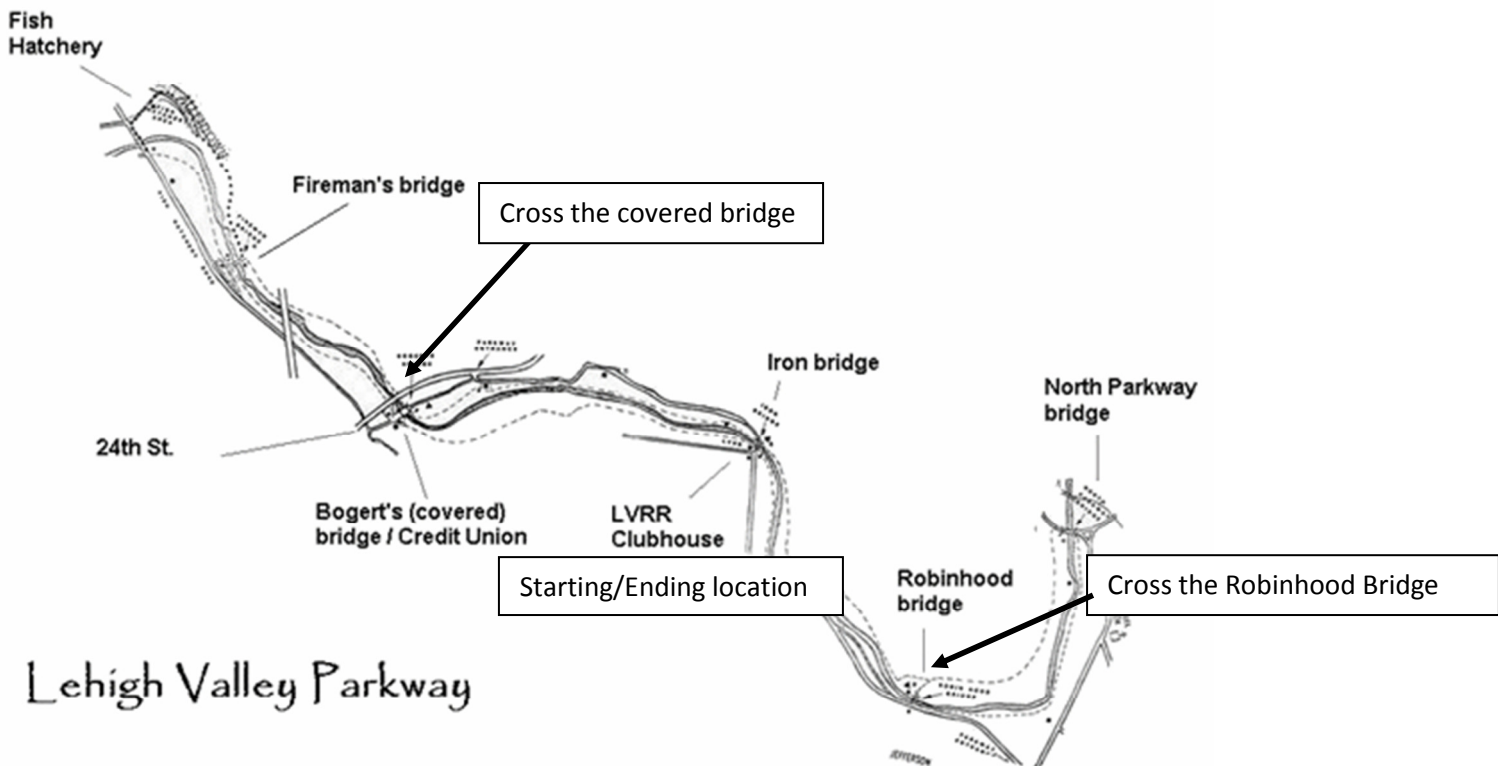 Fish
Hatchery
Fireman's bridge
Cross the covered bridge
Iron bridge
North Parkway
bridge
24th St.
Bogert's (covered)
bridge / Credit Union
LVRR
Clubhouse
Starting/Ending location
Robinhood
bridge
Cross the Robinhood Bridge
Lehigh Valley Parkway
JEFFERSON